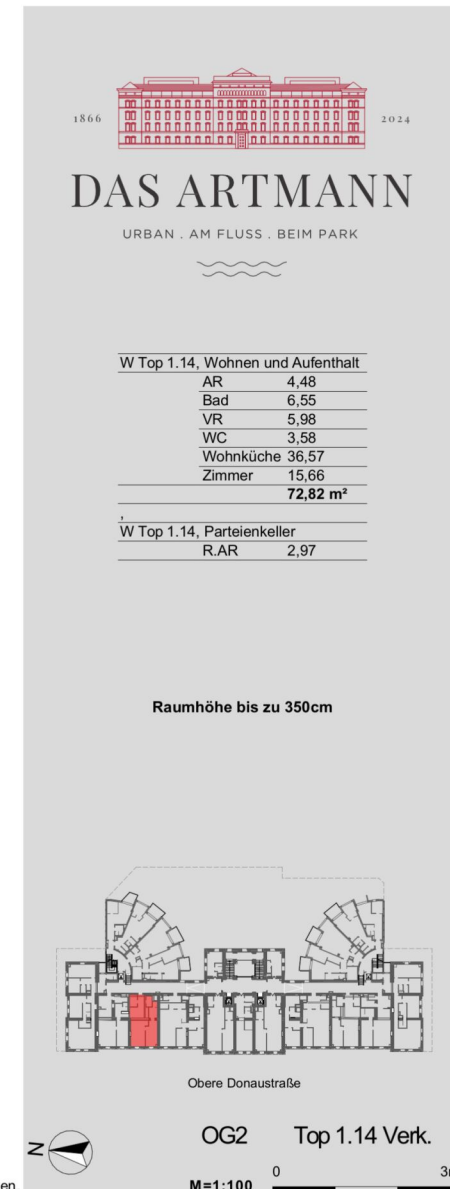 1866 2024
DAS ARTMANN
URBAN . AM FLUSS . BEIM PARK
W Top 1.14, Wohnen und Aufenthalt
AR 4,48
Bad 6,55
VR 5,98
WC 3,58
Wohnküche 36,57
Zimmer 15,66
72,82 m²
,
W Top 1.14, Parteienkeller
R.AR 2,97
Raumhöhe bis zu 350cm
Obere Donaustraße
N
OG2 Top 1.14 Verk.
0
M=1:100